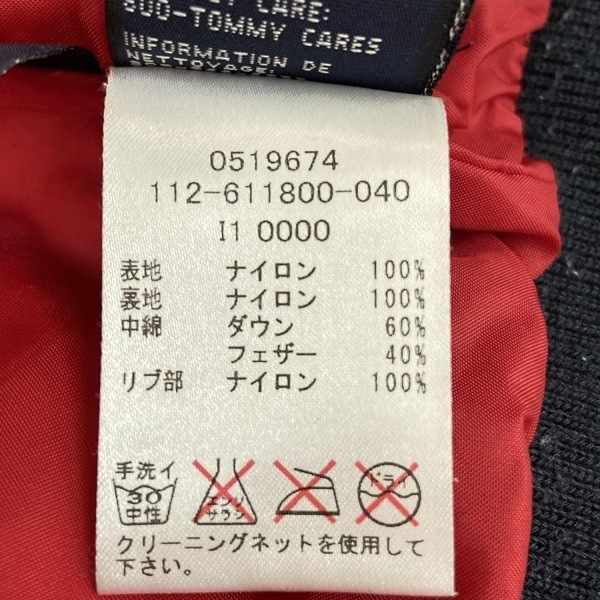 CARE:
800-TOMMY CARES
INFORMATION DE
NETTOYAGE:
0519674
112-611800-040
I1 0000
表地 ナイロン 100%
裏地 ナイロン 100%
中綿 ダウン 60%
フェザー 40%
リブ部 ナイロン 100%
手洗イ
30
中性
エンソ
サラシ
ドライ
クリーニングネットを使用して
下さい。